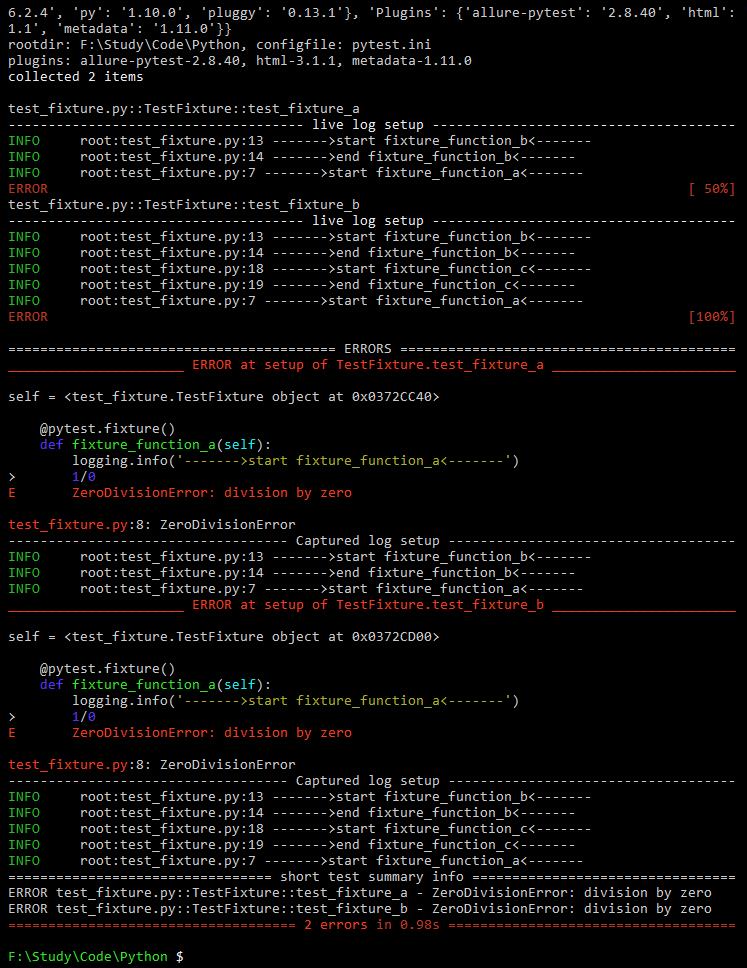 6.2.4', 'py': '1.10.0', 'pluggy': '0.13.1'}, 'Plugins': {'allure-pytest': '2.8.40', 'html':
1.1', 'metadata': '1.11.0'}}
rootdir: F:\Study\Code\Python, configfile: pytest.ini
plugins: allure-pytest-2.8.40, html-3.1.1, metadata-1.11.0
collected 2 items

test_fixture.py::TestFixture::test_fixture_a
------------------------------------- live log setup --------------------------------------
INFO     root:test_fixture.py:13 ------->start fixture_function_b<-------
INFO     root:test_fixture.py:14 ------->end fixture_function_b<-------
INFO     root:test_fixture.py:7 ------->start fixture_function_a<-------
ERROR                                                                                [ 50%]
test_fixture.py::TestFixture::test_fixture_b
------------------------------------- live log setup --------------------------------------
INFO     root:test_fixture.py:13 ------->start fixture_function_b<-------
INFO     root:test_fixture.py:14 ------->end fixture_function_b<-------
INFO     root:test_fixture.py:18 ------->start fixture_function_c<-------
INFO     root:test_fixture.py:19 ------->end fixture_function_c<-------
INFO     root:test_fixture.py:7 ------->start fixture_function_a<-------
ERROR                                                                                [100%]

========================================= ERRORS ==========================================
______________________ ERROR at setup of TestFixture.test_fixture_a _______________________

self = <test_fixture.TestFixture object at 0x0372CC40>

    @pytest.fixture()
    def fixture_function_a(self):
        logging.info('------->start fixture_function_a<-------')
>       1/0
E       ZeroDivisionError: division by zero

test_fixture.py:8: ZeroDivisionError
----------------------------------- Captured log setup ------------------------------------
INFO     root:test_fixture.py:13 ------->start fixture_function_b<-------
INFO     root:test_fixture.py:14 ------->end fixture_function_b<-------
INFO     root:test_fixture.py:7 ------->start fixture_function_a<-------
______________________ ERROR at setup of TestFixture.test_fixture_b _______________________

self = <test_fixture.TestFixture object at 0x0372CD00>

    @pytest.fixture()
    def fixture_function_a(self):
        logging.info('------->start fixture_function_a<-------')
>       1/0
E       ZeroDivisionError: division by zero

test_fixture.py:8: ZeroDivisionError
----------------------------------- Captured log setup ------------------------------------
INFO     root:test_fixture.py:13 ------->start fixture_function_b<-------
INFO     root:test_fixture.py:14 ------->end fixture_function_b<-------
INFO     root:test_fixture.py:18 ------->start fixture_function_c<-------
INFO     root:test_fixture.py:19 ------->end fixture_function_c<-------
INFO     root:test_fixture.py:7 ------->start fixture_function_a<-------
================================= short test summary info =================================
ERROR test_fixture.py::TestFixture::test_fixture_a - ZeroDivisionError: division by zero
ERROR test_fixture.py::TestFixture::test_fixture_b - ZeroDivisionError: division by zero
==================================== 2 errors in 0.98s ====================================

F:\Study\Code\Python $